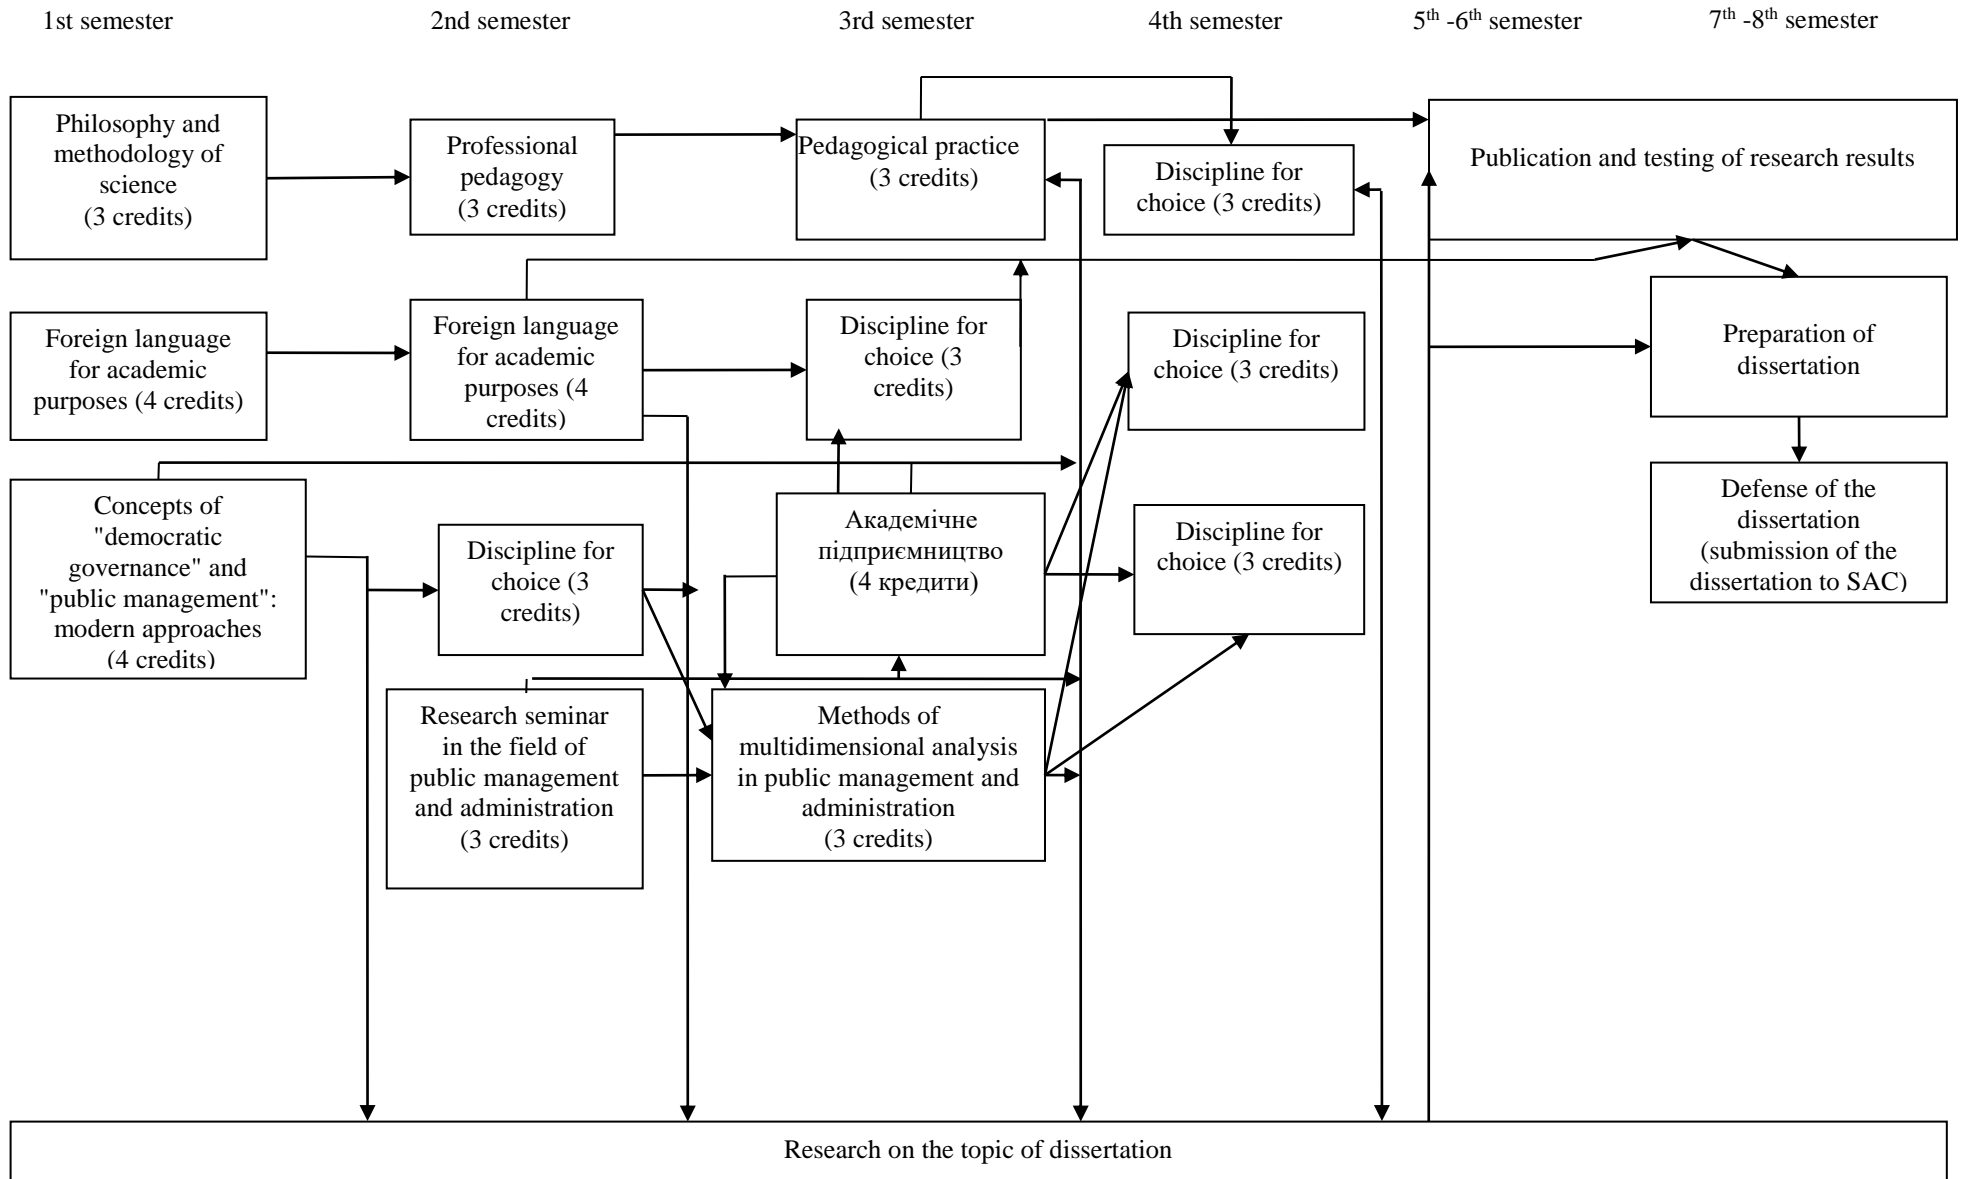 1st semester
2nd semester
3rd semester
4th semester
5th -6th semester
7th -8th semester
Philosophy and
methodology of
science
(3 credits)
Professional
pedagogy
(3 credits)
Pedagogical practice
(3 credits)
Discipline for
choice (3 credits)
Publication and testing of research results
Foreign language
for academic
purposes (4 credits)
Foreign language
for academic
purposes (4
credits)
Discipline for
choice (3
credits)
Discipline for
choice (3 credits)
Preparation of
dissertation
Concepts of
"democratic
governance" and
"public management":
modern approaches
(4 credits)
Discipline for
choice (3
credits)
Академічне
підприємництво
(4 кредити)
Discipline for
choice (3 credits)
Defense of the
dissertation
(submission of the
dissertation to SAC)
Research seminar
in the field of
public management
and administration
(3 credits)
Methods of
multidimensional analysis
in public management and
administration
(3 credits)
Research on the topic of dissertation